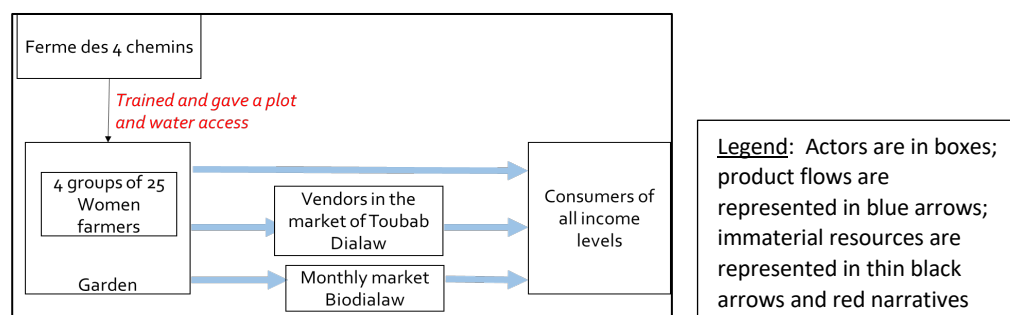 Ferme des 4 chemins
Trained and gave a plot
and water access
4 groups of 25
Women
farmers
Garden
Vendors in the
market of Toubab
Dialaw
Monthly market
Biodialaw
Consumers of
all income
levels
Legend: Actors are in boxes;
product flows are
represented in blue arrows;
immaterial resources are
represented in thin black
arrows and red narratives